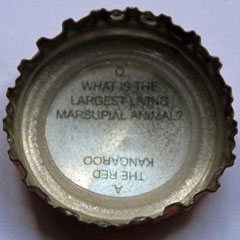 Q.
WHAT IS THE
LARGEST LIVING
MARSUPIAL ANIMAL?
A.
THE RED
KANGAROO